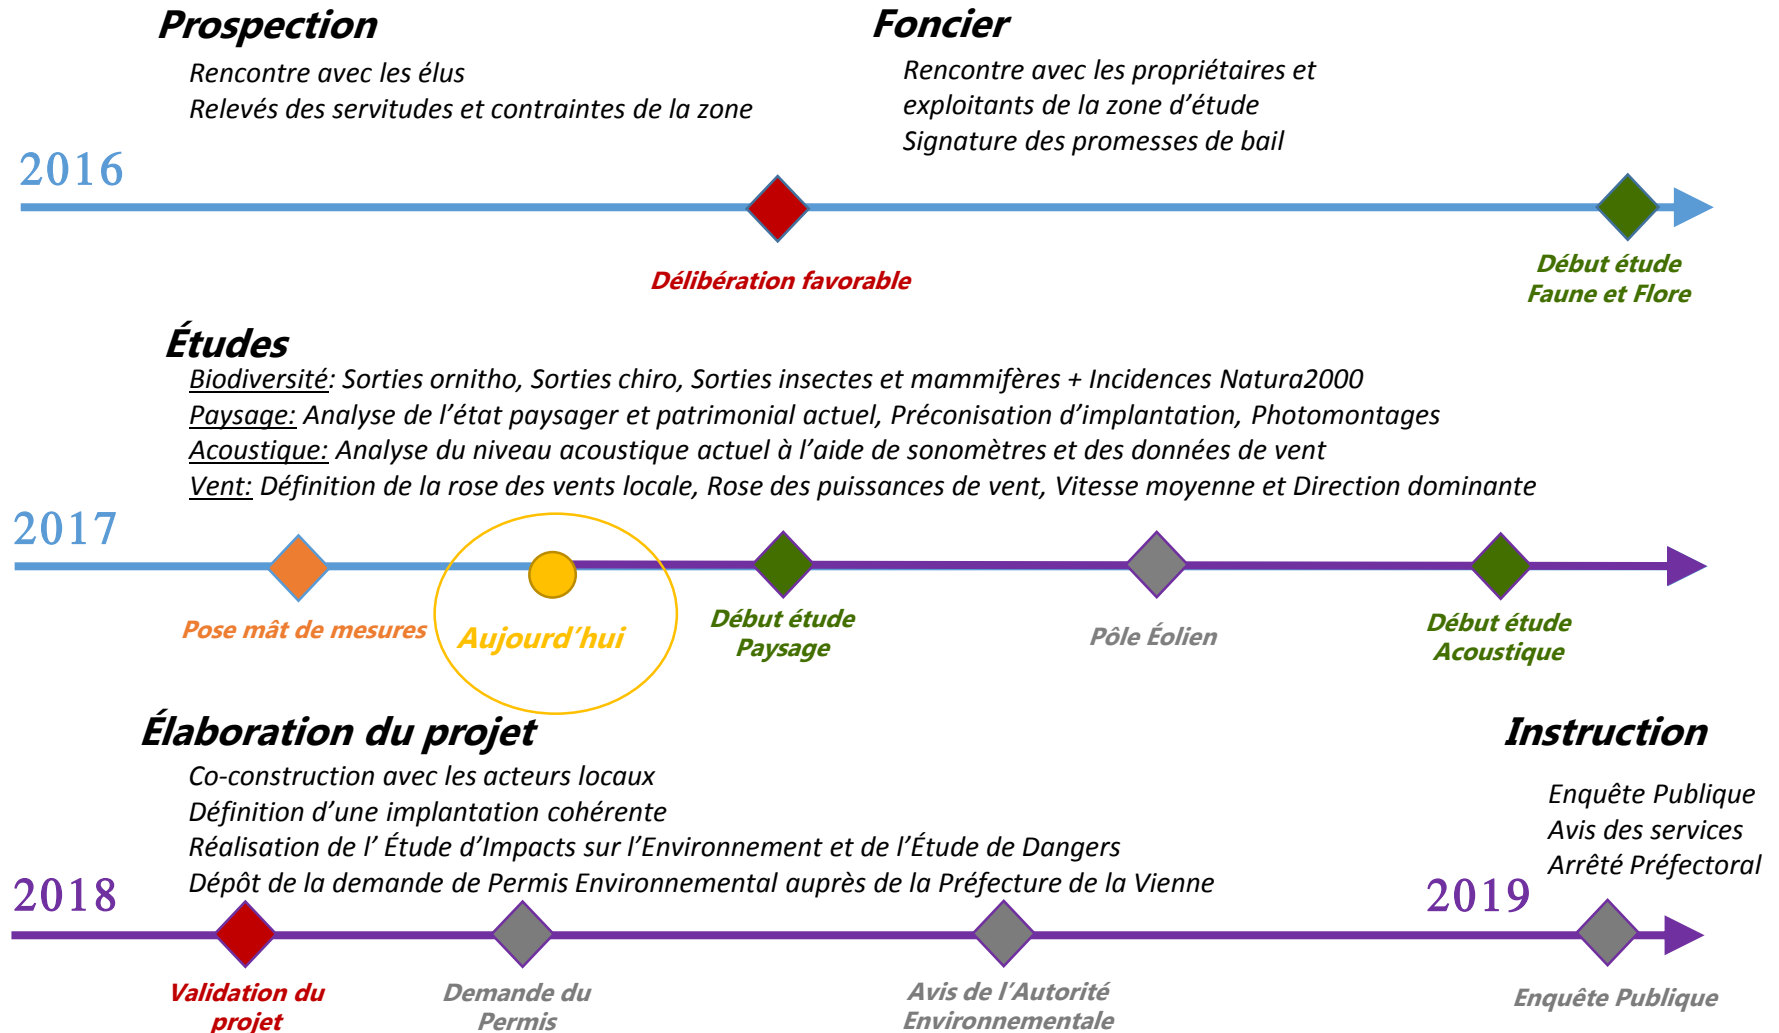 Prospection
Rencontre avec les élus
Relevés des servitudes et contraintes de la zone
Foncier
Rencontre avec les propriétaires et
exploitants de la zone d’étude
Signature des promesses de bail
2016
Délibération favorable
Début étude
Faune et Flore
Études
Biodiversité: Sorties ornitho, Sorties chiro, Sorties insectes et mammifères + Incidences Natura2000
Paysage: Analyse de l’état paysager et patrimonial actuel, Préconisation d’implantation, Photomontages
Acoustique: Analyse du niveau acoustique actuel à l’aide de sonomètres et des données de vent
Vent: Définition de la rose des vents locale, Rose des puissances de vent, Vitesse moyenne et Direction dominante
2017
Pose mât de mesures
Aujourd’hui
Début étude
Paysage
Pôle Éolien
Début étude
Acoustique
Élaboration du projet
Co-construction avec les acteurs locaux
Définition d’une implantation cohérente
Réalisation de l’ Étude d’Impacts sur l’Environnement et de l’Étude de Dangers
Dépôt de la demande de Permis Environnemental auprès de la Préfecture de la Vienne
Instruction
Enquête Publique
Avis des services
Arrêté Préfectoral
2018
2019
Validation du
projet
Demande du
Permis
Avis de l’Autorité
Environnementale
Enquête Publique